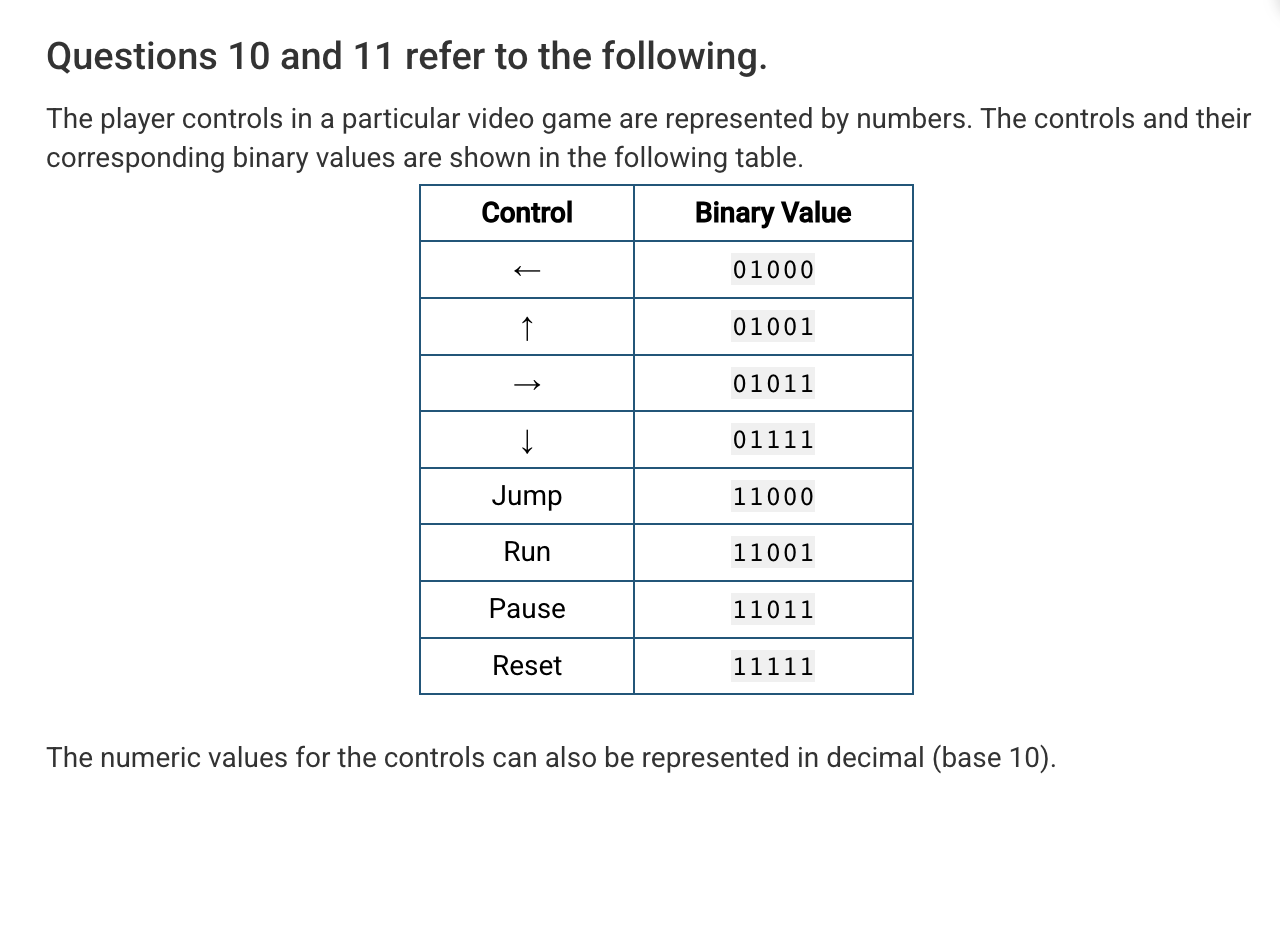 Questions 10 and 11 refer to the following.
The player controls in a particular video game are represented by numbers. The controls and their
corresponding binary values are shown in the following table.
Control Binary Value
← 01000
↑ 01001
→ 01011
↓ 01111
Jump 11000
Run 11001
Pause 11011
Reset 11111
The numeric values for the controls can also be represented in decimal (base 10).